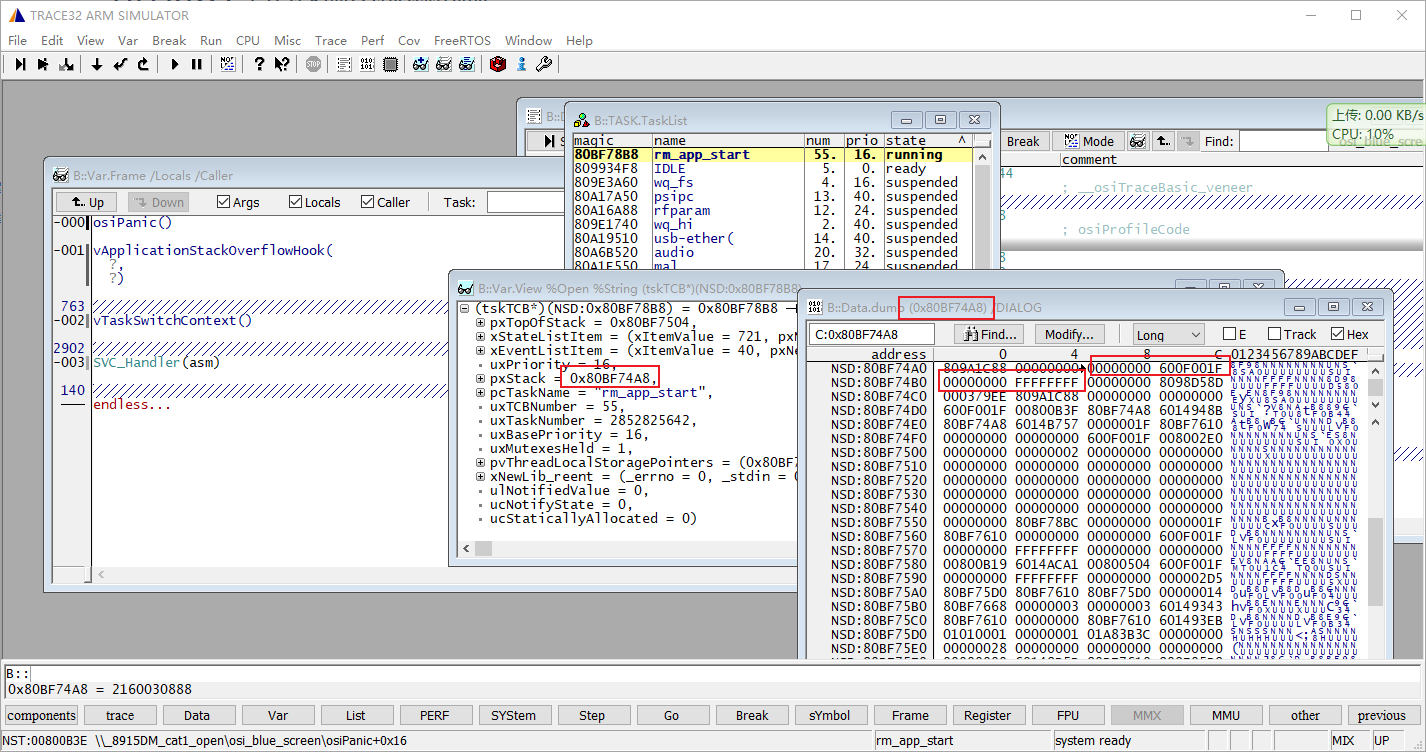 TRACE32 ARM SIMULATOR
File Edit View Var Break Run CPU Misc Trace Perf Cov FreeRTOS Window Help
B::TASK.TaskList
上传: 0.00 KB/s
CPU: 10%
magic name num prio state
80BF78B8 rm_app_start 55. 16. running
809934F8 IDLE 5. 0. ready
809E3A60 wq_fs 4. 16. suspended
80A17A50 psipc 13. 40. suspended
80A16A88 rfparam 12. 24. suspended
809E1740 wq_hi 2. 40. suspended
80A19510 usb-ether( 14. 40. suspended
80A6B520 audio 20. 32. suspended
Break Mode Find:
comment
; __osiTraceBasic_veneer
; osiProfileCode
B::Var.Frame /Locals /Caller
Up Down Args Locals Caller Task:
-000 osiPanic()
-001 vApplicationStackOverflowHook(
?,
?)
763
-002 vTaskSwitchContext()
2902
-003 SVC_Handler(asm)
140
endless...
B::Var.View %Open %String (tskTCB*)(NSD:0x80BF78B8)
(tskTCB*)(NSD:0x80BF78B8) = 0x80BF78B8
pxTopOfStack = 0x80BF7504,
xStateListItem = (xItemValue = 721, pxN
xEventListItem = (xItemValue = 40, pxNe
uxPriority = 16,
pxStack = 0x80BF74A8,
pcTaskName = "rm_app_start",
uxTCBNumber = 55,
uxTaskNumber = 2852825642,
uxBasePriority = 16,
uxMutexesHeld = 1,
pvThreadLocalStoragePointers = (0x80BF7
xNewLib_reent = (_errno = 0, _stdin = 0
ulNotifiedValue = 0,
ucNotifyState = 0,
ucStaticallyAllocated = 0)
B::Data.dump (0x80BF74A8) /DIALOG
C:0x80BF74A8 Find... Modify... Long E Track Hex
address 0 4 8 C 0123456789ABCDEF
NSD:80BF74A0 809A1C88 00000000 00000000 600F001F
NSD:80BF74B0 00000000 FFFFFFFF 00000000 8098D58D
NSD:80BF74C0 000379EE 809A1C88 00000000 00000000
NSD:80BF74D0 600F001F 00800B3F 80BF74A8 6014948B
NSD:80BF74E0 80BF74A8 6014B757 0000001F 80BF7610
NSD:80BF74F0 00000000 00000000 600F001F 008002E0
NSD:80BF7500 00000000 00000002 00000000 00000000
NSD:80BF7510 00000000 00000000 00000000 00000000
NSD:80BF7520 00000000 00000000 00000000 00000000
NSD:80BF7530 00000000 00000000 00000000 00000000
NSD:80BF7540 00000000 00000000 00000000 00000000
NSD:80BF7550 00000000 80BF78BC 00000000 0000001F
NSD:80BF7560 80BF7610 00000000 00000000 600F001F
NSD:80BF7570 00000000 FFFFFFFF 00000000 00000000
NSD:80BF7580 00800B19 6014ACA1 00800504 600F001F
NSD:80BF7590 00000000 FFFFFFFF 00000000 000002D5
NSD:80BF75A0 80BF75D0 80BF7610 80BF75D0 00000014
NSD:80BF75B0 80BF7668 00000003 00000003 60149343
NSD:80BF75C0 80BF7610 00000000 80BF7610 601493EB
NSD:80BF75D0 01010001 00000001 01A83B3C 00000000
NSD:80BF75E0 00000028 00000000 00000000 00000000
B::
0x80BF74A8 = 2160030888
components trace Data Var List PERF SYStem Step Go Break sYmbol Frame Register FPU MMX MMU other previous
NST:00800B3E \\_8915DM_cat1_open\osi_blue_screen\osiPanic+0x16 rm_app_start system ready MIX UP